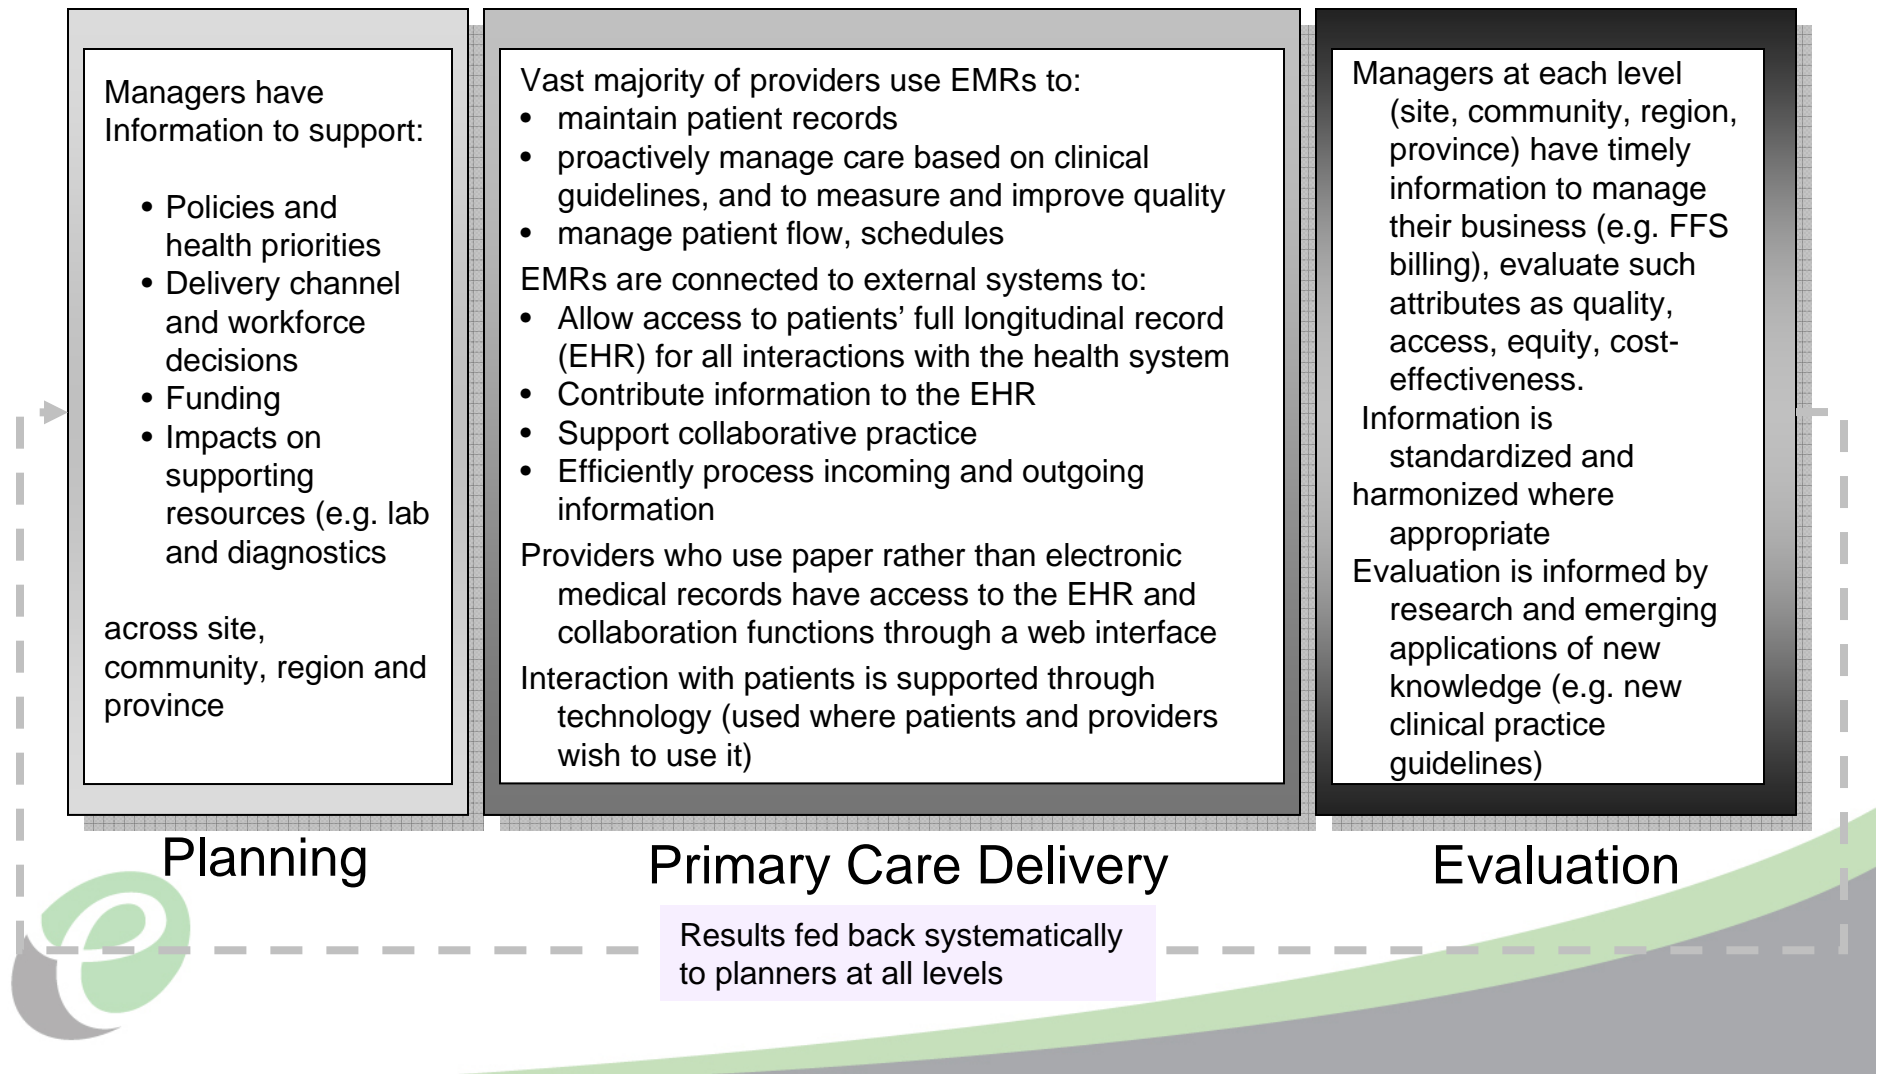 Managers have
Information to support:
• Policies and
health priorities
• Delivery channel
and workforce
decisions
• Funding
• Impacts on
supporting
resources (e.g. lab
and diagnostics
across site,
community, region and
province
Planning
Vast majority of providers use EMRs to:
• maintain patient records
• proactively manage care based on clinical
guidelines, and to measure and improve quality
• manage patient flow, schedules
EMRs are connected to external systems to:
• Allow access to patients’ full longitudinal record
(EHR) for all interactions with the health system
• Contribute information to the EHR
• Support collaborative practice
• Efficiently process incoming and outgoing
information
Providers who use paper rather than electronic
medical records have access to the EHR and
collaboration functions through a web interface
Interaction with patients is supported through
technology (used where patients and providers
wish to use it)
Primary Care Delivery
Managers at each level
(site, community, region,
province) have timely
information to manage
their business (e.g. FFS
billing), evaluate such
attributes as quality,
access, equity, cost-
effectiveness.
Information is
standardized and
harmonized where
appropriate
Evaluation is informed by
research and emerging
applications of new
knowledge (e.g. new
clinical practice
guidelines)
Evaluation
Results fed back systematically
to planners at all levels